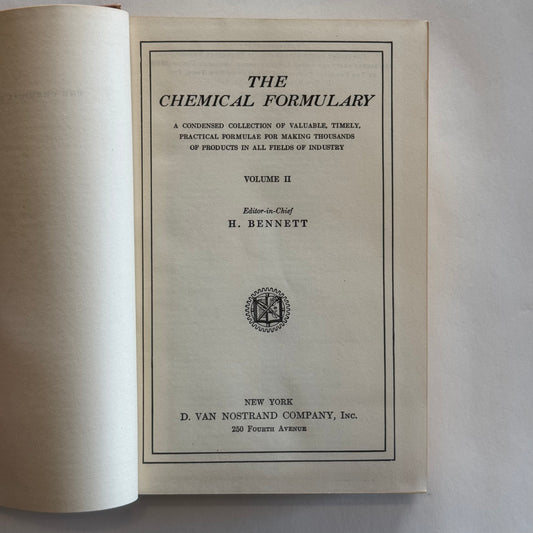 THE
CHEMICAL FORMULARY
A CONDENSED COLLECTION OF VALUABLE, TIMELY,
PRACTICAL FORMULAE FOR MAKING THOUSANDS
OF PRODUCTS IN ALL FIELDS OF INDUSTRY
VOLUME II
Editor-in-Chief
H. BENNETT
NEW YORK
D. VAN NOSTRAND COMPANY, INC.
250 FOURTH AVENUE